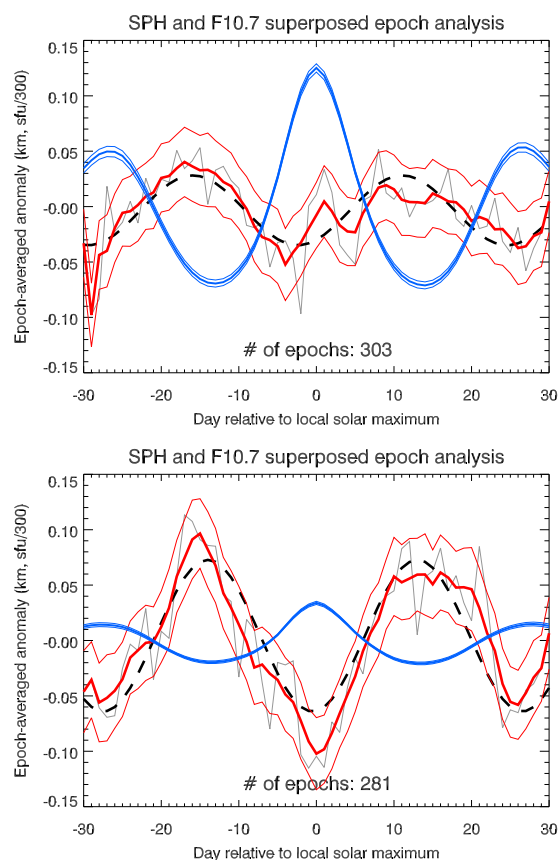 SPH and F10.7 superposed epoch analysis
0.15
0.10
0.05
-0.00
-0.05
-0.10
-0.15
Epoch-averaged anomaly (km, sfu/300)
# of epochs: 303
-30 -20 -10 0 10 20 30
Day relative to local solar maximum
SPH and F10.7 superposed epoch analysis
0.15
0.10
0.05
-0.00
-0.05
-0.10
-0.15
Epoch-averaged anomaly (km, sfu/300)
# of epochs: 281
-30 -20 -10 0 10 20 30
Day relative to local solar maximum